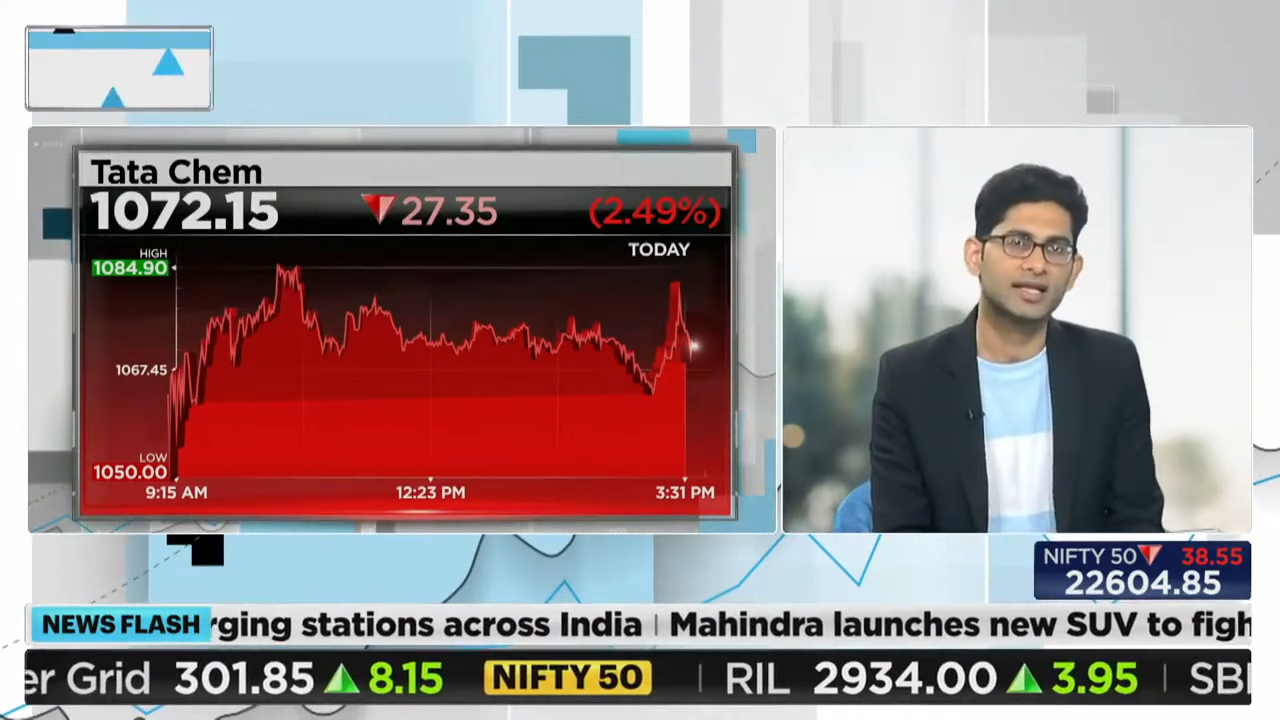 Tata Chem
1072.15 ▼27.35 (2.49%)
TODAY
HIGH
1084.90
1067.45
LOW
1050.00
9:15 AM 12:23 PM 3:31 PM
NIFTY 50▼ 38.55
22604.85
NEWS FLASH rging stations across India | Mahindra launches new SUV to figh
er Grid 301.85 ▲ 8.15 NIFTY 50 | RIL 2934.00 ▲ 3.95 | SBI